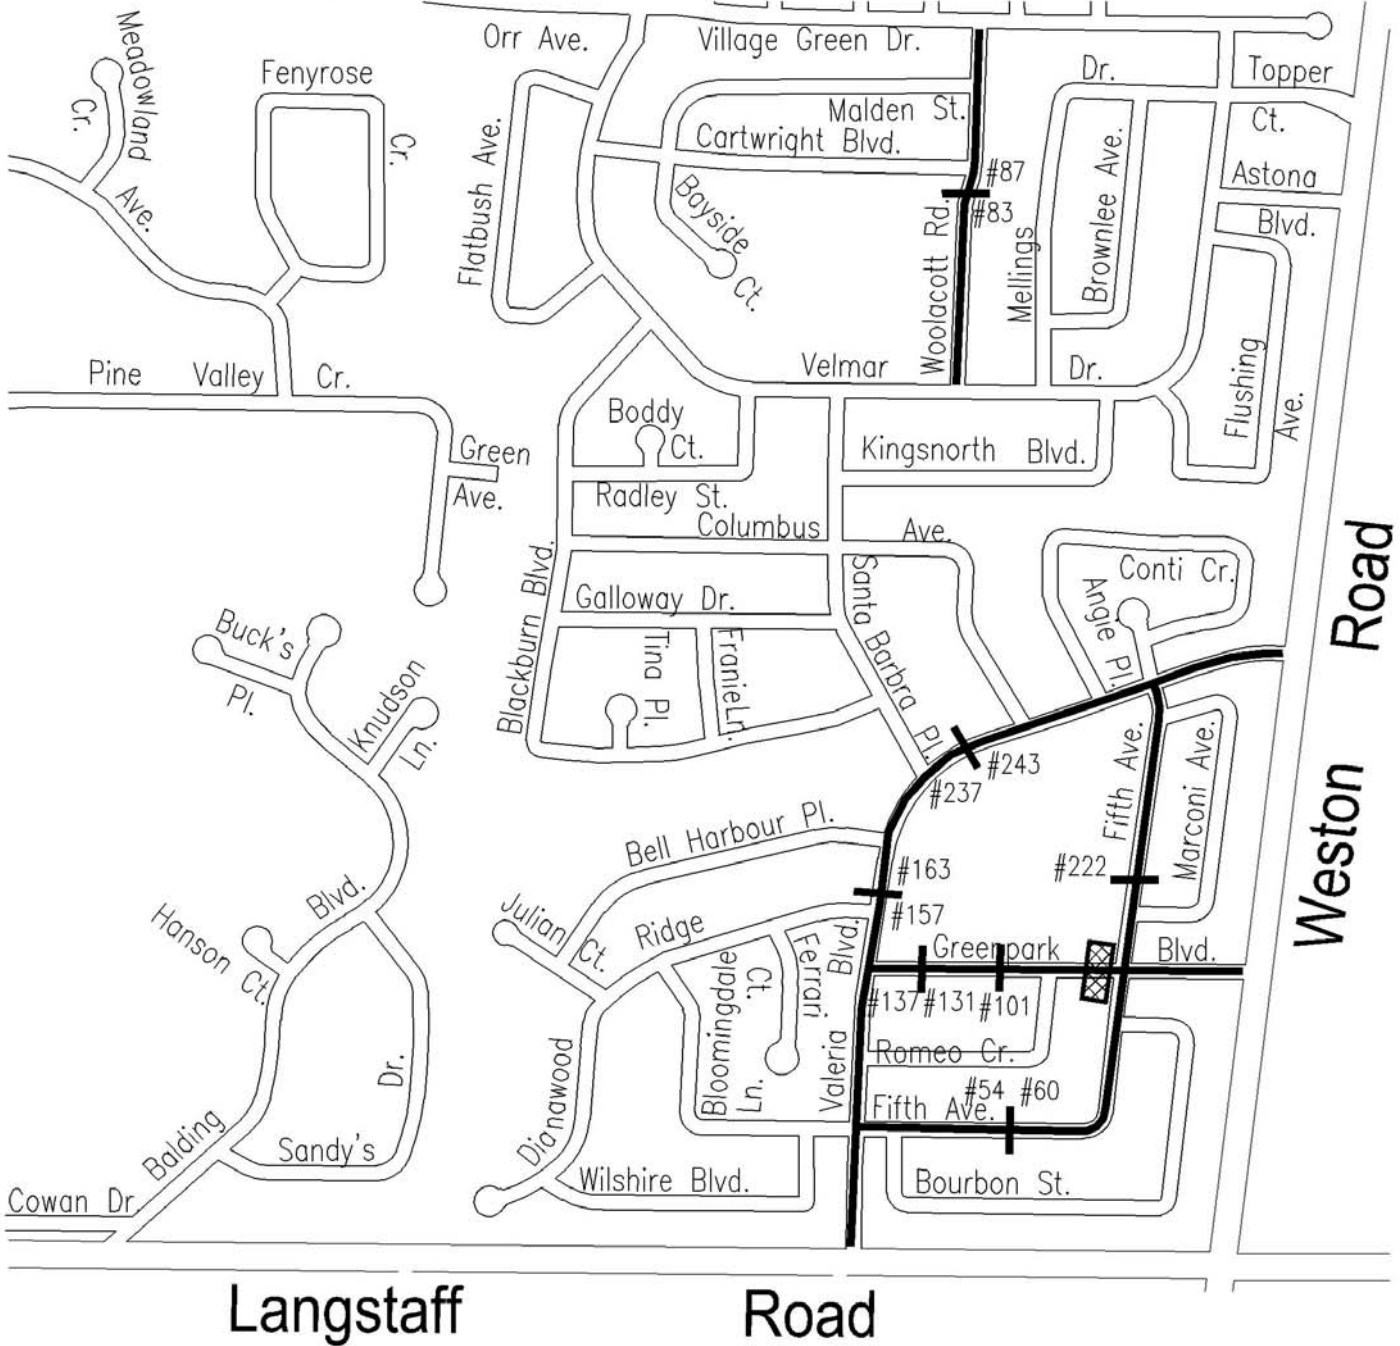 Orr Ave.
Village Green Dr.
Meadowland
Cr.
Fenyrose
Cr.
Dr.
Topper
Ct.
Malden St.
Cartwright Blvd.
Flatbush Ave.
Ave.
Bayside
Ct.
#87
#83
Woolacott Rd.
Mellings
Brownlee Ave.
Astona
Blvd.
Pine Valley Cr.
Velmar
Dr.
Flushing
Ave.
Boddy
Ct.
Green
Ave.
Kingsnorth Blvd.
Radley St.
Columbus
Ave.
Blackburn Blvd.
Galloway Dr.
Santa Barbra Pl.
Conti Cr.
Angie Pl.
Buck's
Pl.
Knudson
Ln.
Tina Pl.
Franie Ln.
Weston Road
#243
#237
Fifth Ave.
Marconi Ave.
Bell Harbour Pl.
#163
#157
#222
Julian
Ct.
Ridge
Hanson
Ct.
Blvd.
Greenpark
Blvd.
Bloomingdale
Ln.
Ferrari
Ct.
Valeria
Blvd.
#137 #131 #101
Romeo Cr.
Dianawood
Dr.
#54 #60
Fifth Ave.
Balding
Sandy's
Wilshire Blvd.
Bourbon St.
Cowan Dr.
Langstaff Road